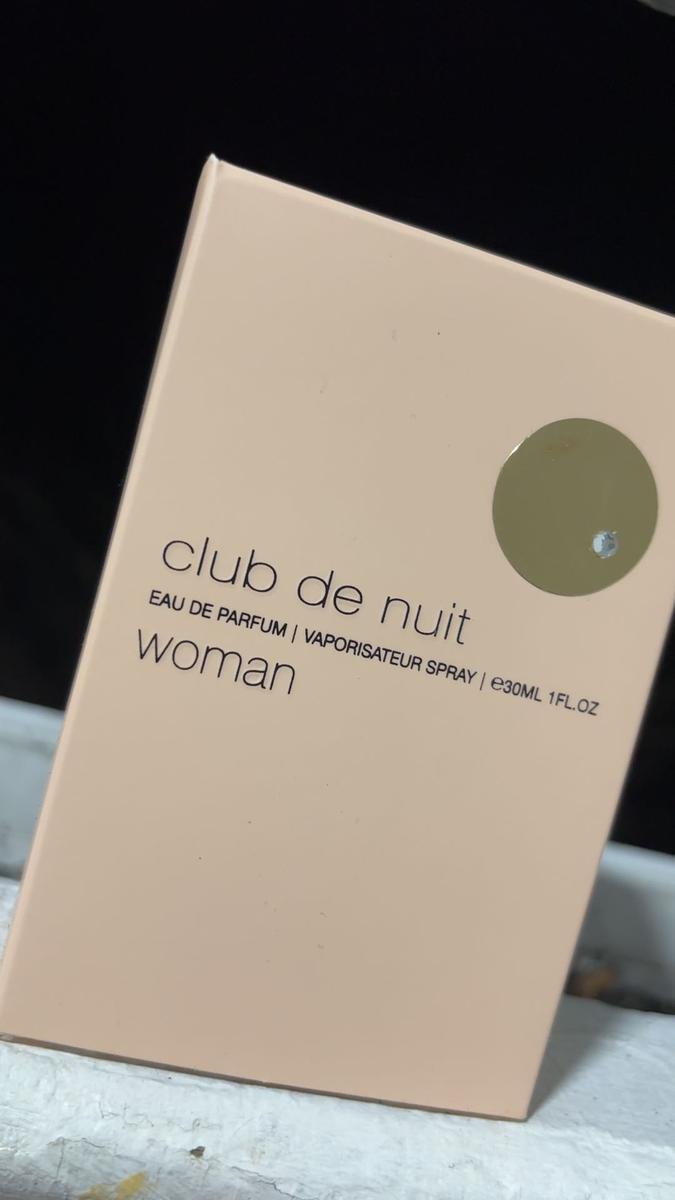 club de nuit
EAU DE PARFUM | VAPORISATEUR SPRAY | ℮30ML 1FL.OZ
woman